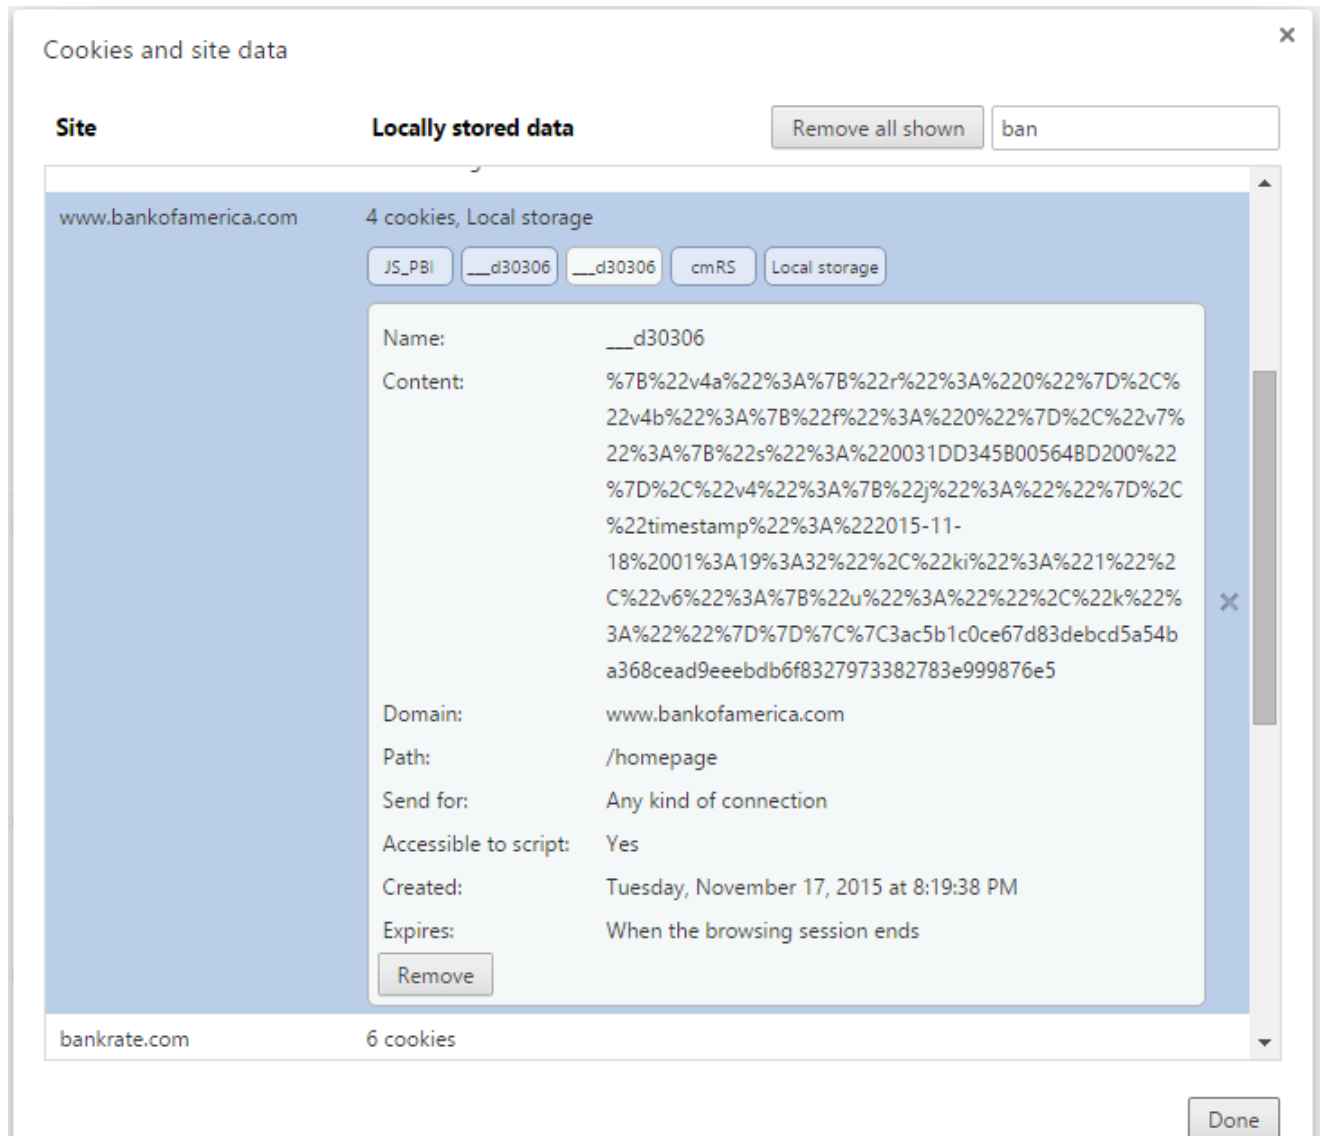 Cookies and site data
Site Locally stored data Remove all shown ban
www.bankofamerica.com 4 cookies, Local storage
JS_PBI ___d30306 ___d30306 cmRS Local storage
Name: ___d30306
Content: %7B%22v4a%22%3A%7B%22r%22%3A%220%22%7D%2C%
22v4b%22%3A%7B%22f%22%3A%220%22%7D%2C%22v7%
22%3A%7B%22s%22%3A%220031DD345B00564BD200%22
%7D%2C%22v4%22%3A%7B%22j%22%3A%22%22%7D%2C
%22timestamp%22%3A%222015-11-
18%2001%3A19%3A32%22%2C%22ki%22%3A%221%22%2
C%22v6%22%3A%7B%22u%22%3A%22%22%2C%22k%22%
3A%22%22%7D%7D%7C%7C3ac5b1c0ce67d83debcd5a54b
a368cead9eeebdb6f8327973382783e999876e5
Domain: www.bankofamerica.com
Path: /homepage
Send for: Any kind of connection
Accessible to script: Yes
Created: Tuesday, November 17, 2015 at 8:19:38 PM
Expires: When the browsing session ends
Remove
bankrate.com 6 cookies
Done